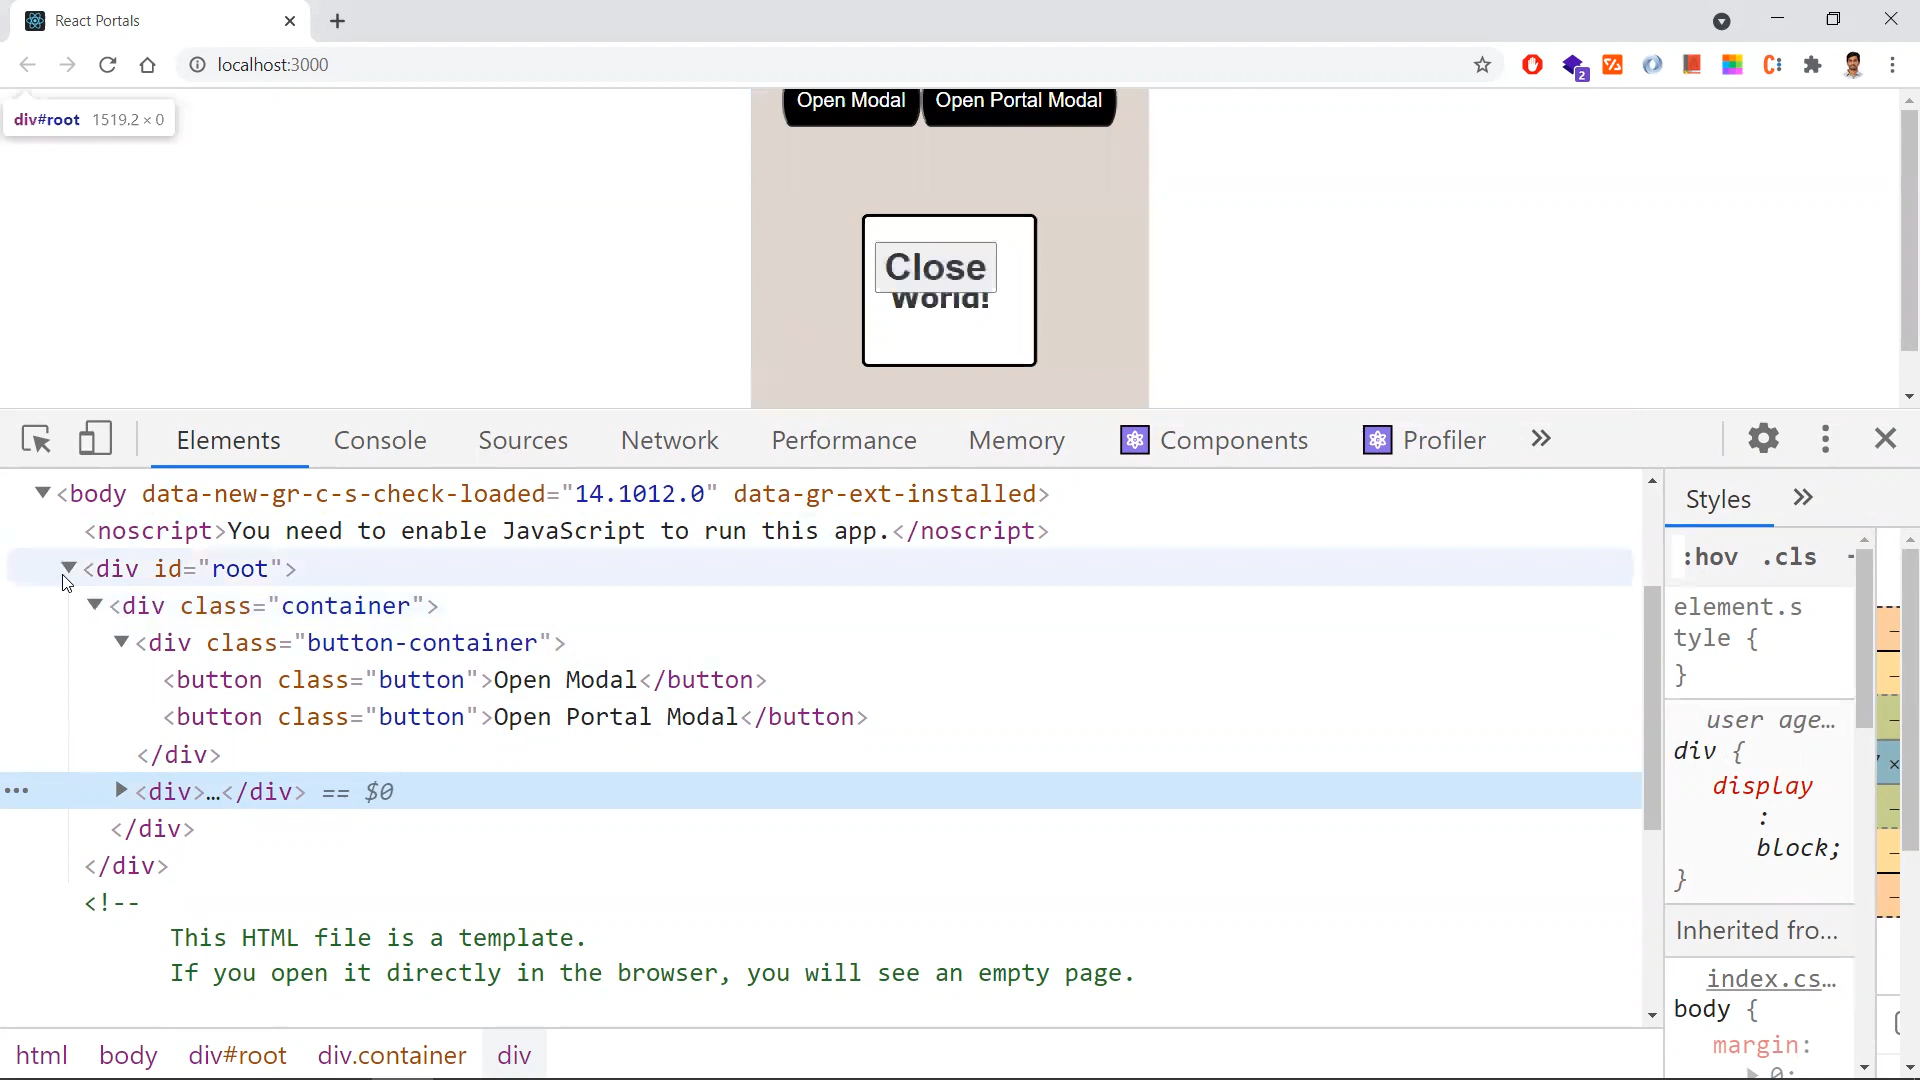 React Portals
localhost:3000
div#root 1519.2 × 0
Open Modal Open Portal Modal
Close
World!
Elements Console Sources Network Performance Memory Components Profiler
<body data-new-gr-c-s-check-loaded="14.1012.0" data-gr-ext-installed>
<noscript>You need to enable JavaScript to run this app.</noscript>
<div id="root">
<div class="container">
<div class="button-container">
<button class="button">Open Modal</button>
<button class="button">Open Portal Modal</button>
</div>
<div>…</div> == $0
</div>
</div>
<!--
This HTML file is a template.
If you open it directly in the browser, you will see an empty page.
html body div#root div.container div
Styles
:hov .cls
element.s
tyle {
}
user age…
div {
display
:
block;
}
Inherited fro…
index.cs…
body {
margin:
0;